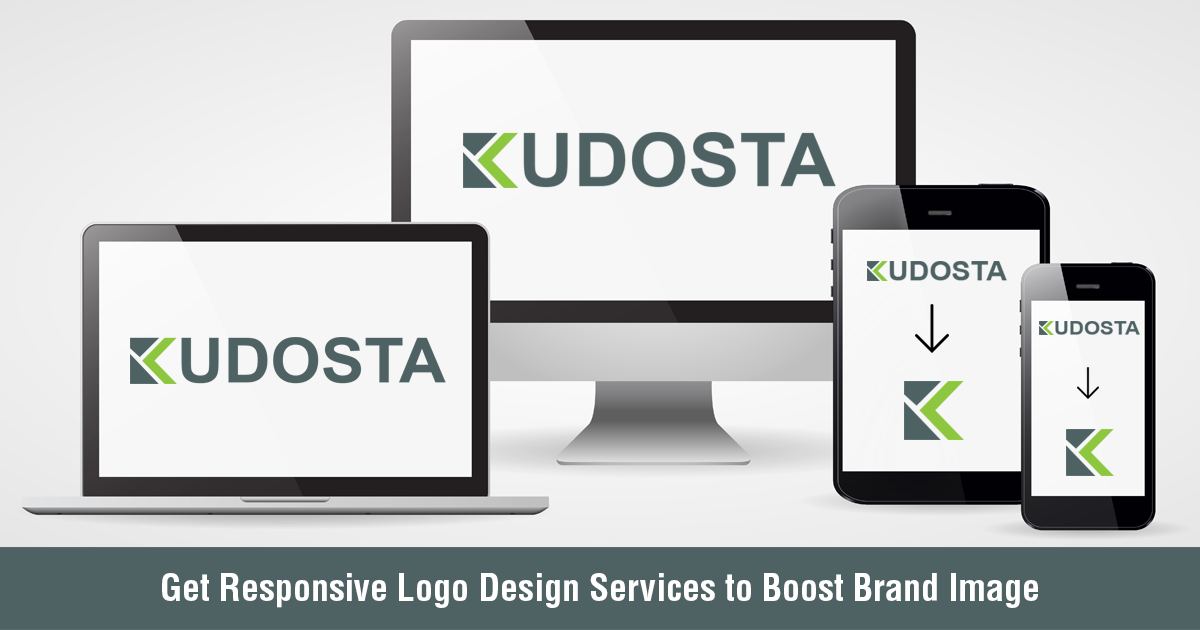 KUDOSTA
KUDOSTA
KUDOSTA
K
KUDOSTA
K
Get Responsive Logo Design Services to Boost Brand Image